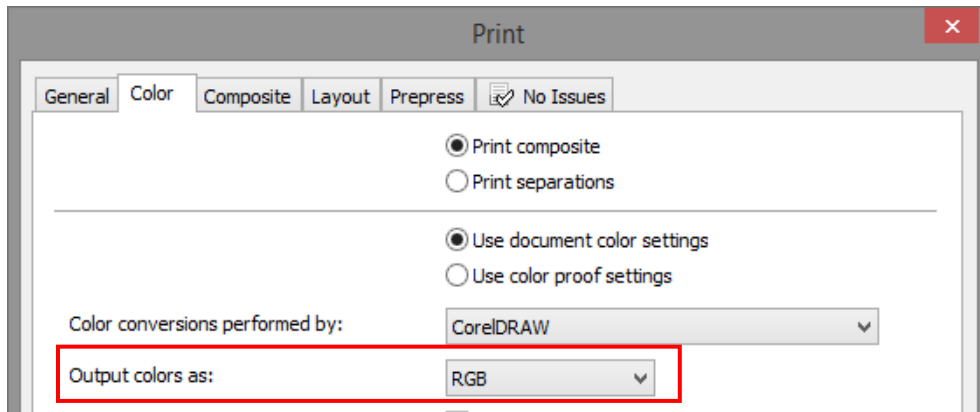 Print
General Color Composite Layout Prepress No Issues
Print composite
Print separations
Use document color settings
Use color proof settings
Color conversions performed by: CorelDRAW
Output colors as: RGB